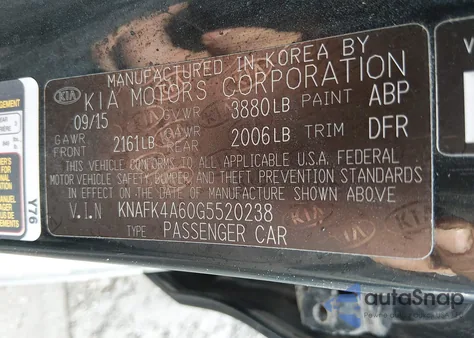 MANUFACTURED IN KOREA BY
KIA KIA MOTORS CORPORATION
09/15 GVWR 3880LB PAINT ABP
GAWR FRONT 2161LB GAWR REAR 2006LB TRIM DFR
THIS VEHICLE CONFORMS TO ALL APPLICABLE U.S.A. FEDERAL
MOTOR VEHICLE SAFETY AND THEFT PREVENTION STANDARDS
IN EFFECT ON THE DATE OF MANUFACTURE SHOWN ABOVE.
V.I.N KNAFK4A60G5520238
TYPE PASSENGER CAR
Y76
V
autoSnap